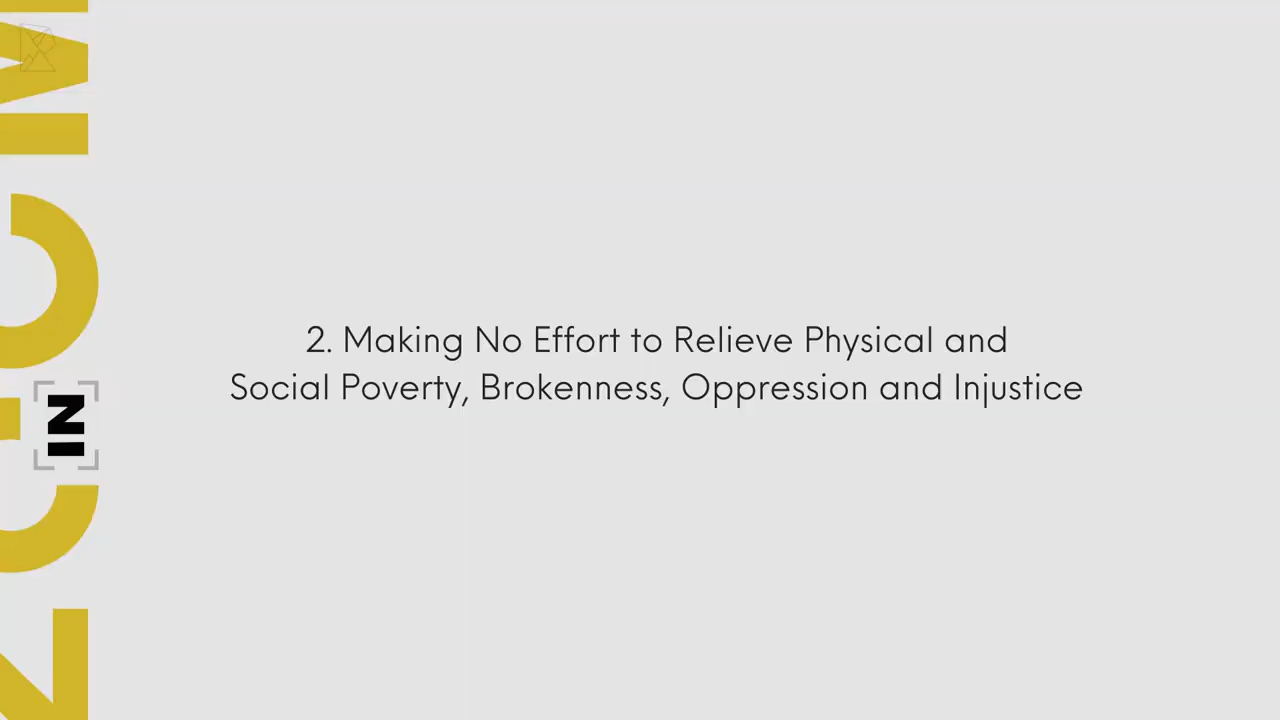 2. Making No Effort to Relieve Physical and
Social Poverty, Brokenness, Oppression and Injustice
IN